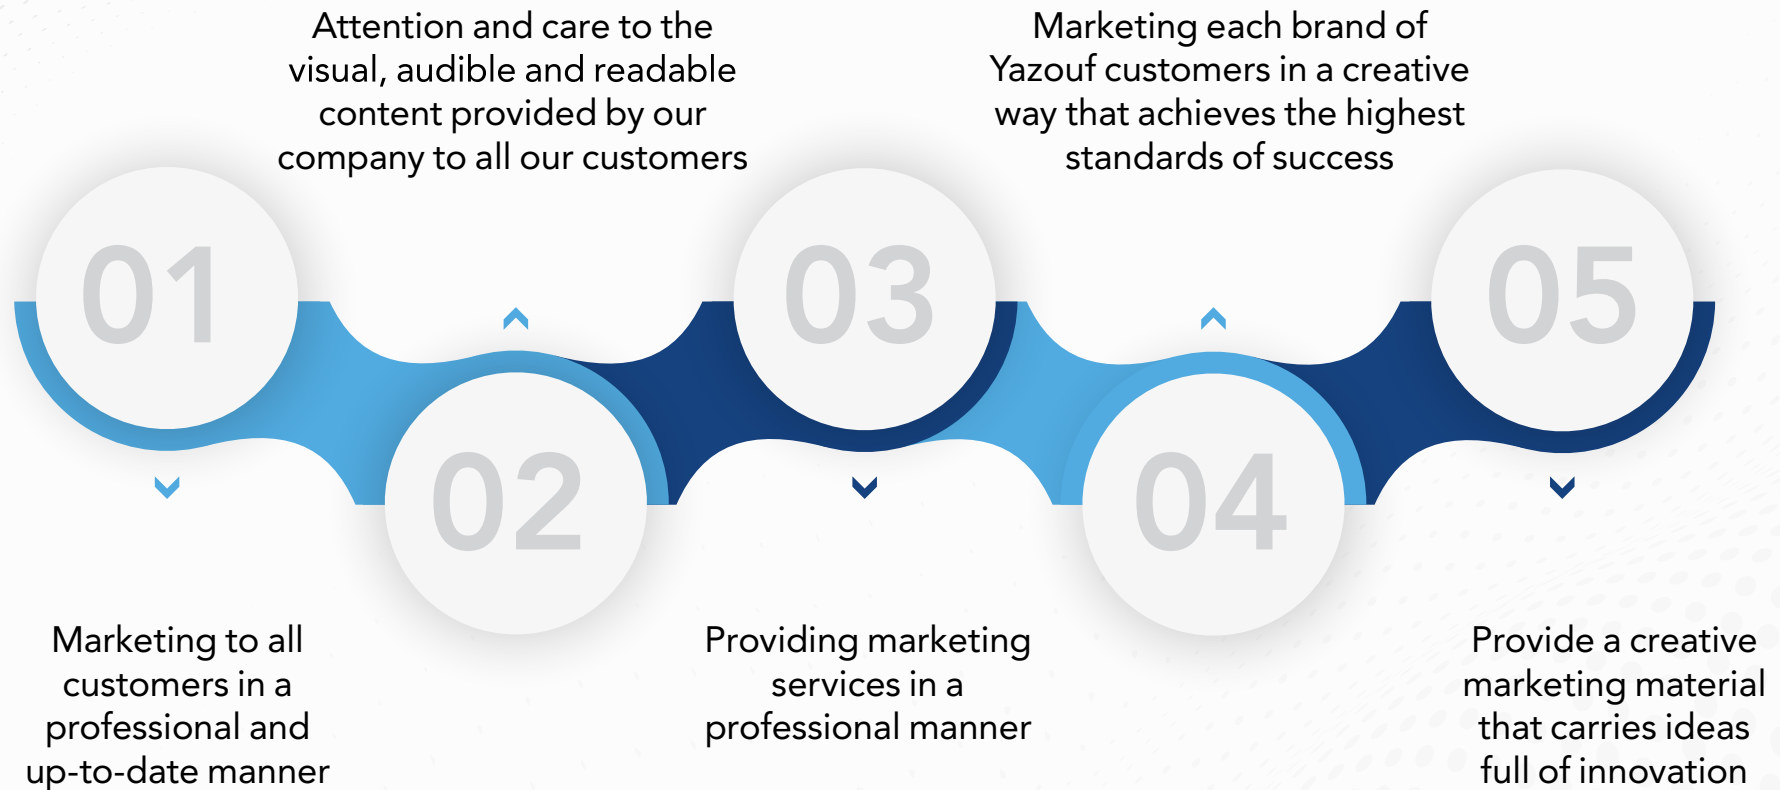 01
Marketing to all
customers in a
professional and
up-to-date manner
02
Attention and care to the
visual, audible and readable
content provided by our
company to all our customers
03
Providing marketing
services in a
professional manner
04
Marketing each brand of
Yazouf customers in a creative
way that achieves the highest
standards of success
05
Provide a creative
marketing material
that carries ideas
full of innovation